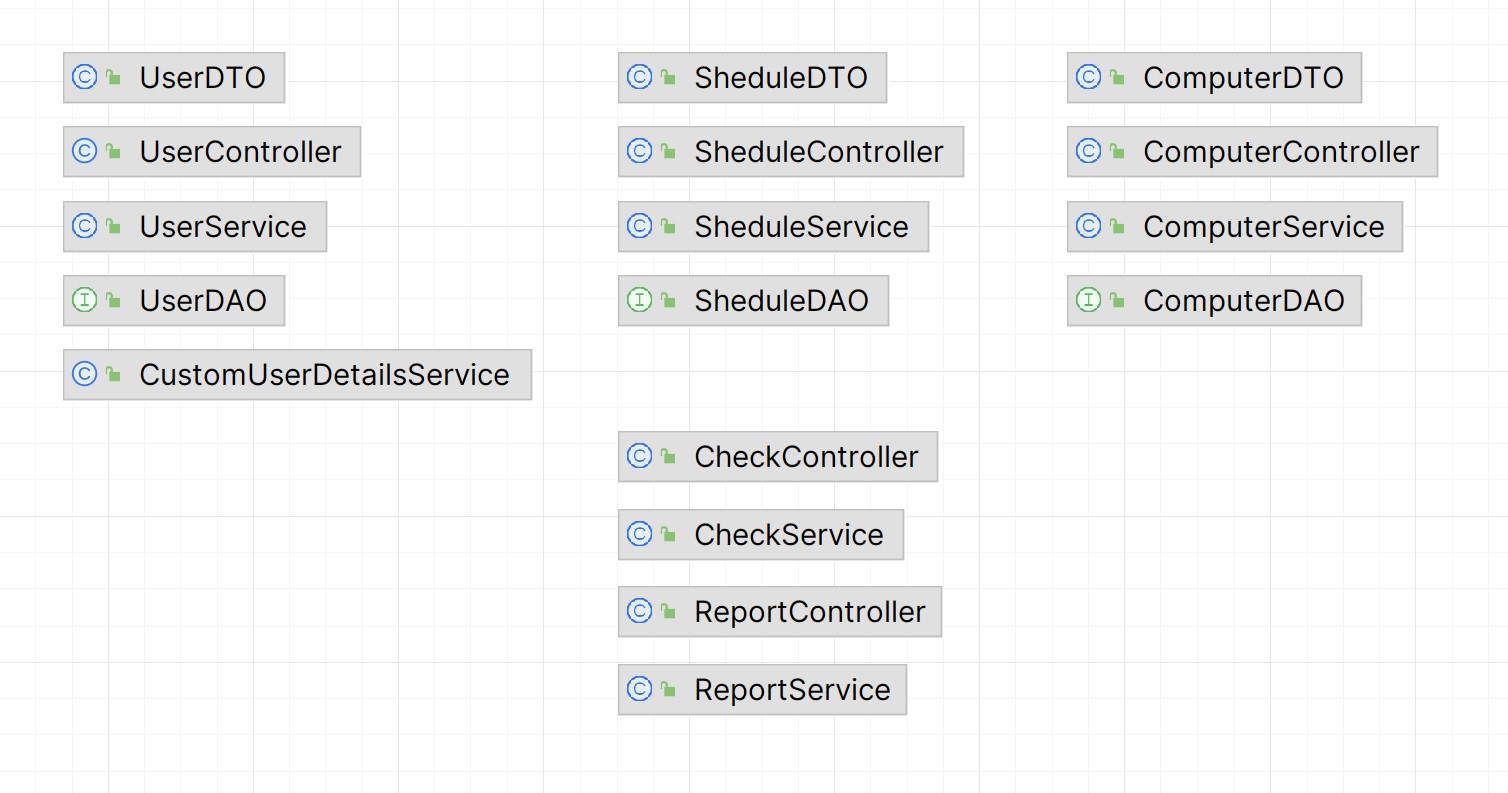 UserDTO
UserController
UserService
UserDAO
CustomUserDetailsService
SheduleDTO
SheduleController
SheduleService
SheduleDAO
CheckController
CheckService
ReportController
ReportService
ComputerDTO
ComputerController
ComputerService
ComputerDAO